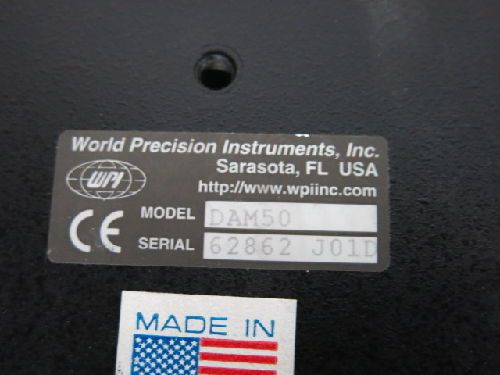 World Precision Instruments, Inc.
Sarasota, FL USA
WPI
http://www.wpiinc.com
CE
MODEL DAM50
SERIAL 62862 J01D
MADE IN